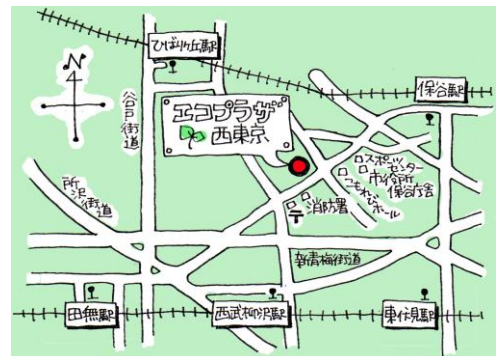 ひばりヶ丘駅
N
保谷駅
谷戸街道
エコプラザ
西東京
スポーツ
センター
市役所
保谷庁舎
こもれびホール
消防署
〒
所沢
街道
新青梅街道
田無駅
西武柳沢駅
東伏見駅